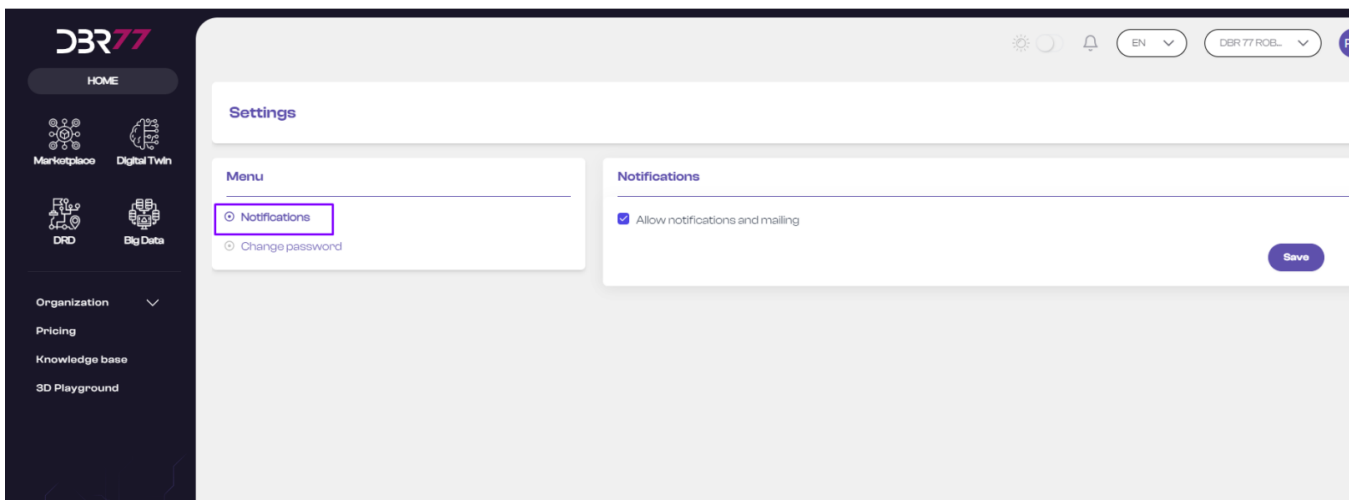 DBR77
HOME
Marketplace
Digital Twin
DRD
Big Data
Organization
Pricing
Knowledge base
3D Playground
EN
DBR 77 ROB...
Settings
Menu
Notifications
Change password
Notifications
Allow notifications and mailing
Save